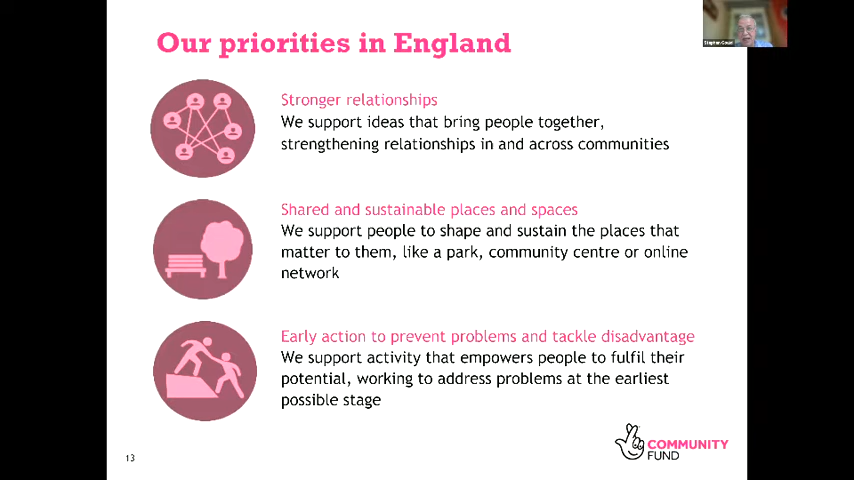 Our priorities in England
Stronger relationships
We support ideas that bring people together,
strengthening relationships in and across communities
Shared and sustainable places and spaces
We support people to shape and sustain the places that
matter to them, like a park, community centre or online
network
Early action to prevent problems and tackle disadvantage
We support activity that empowers people to fulfil their
potential, working to address problems at the earliest
possible stage
COMMUNITY
FUND
13
Stephen